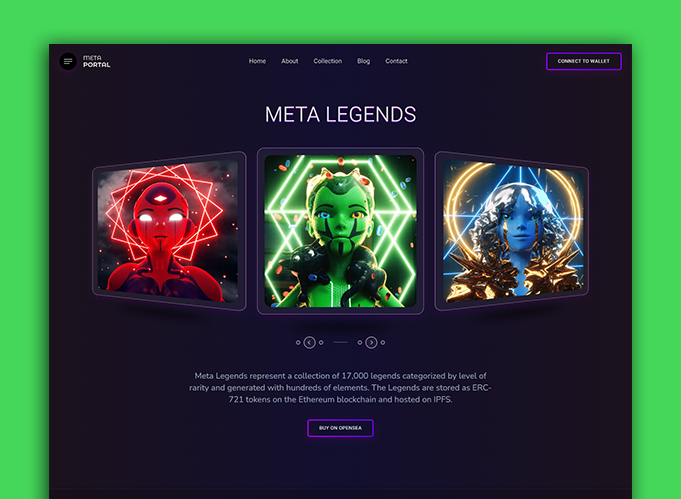 META
PORTAL
Home About Collection Blog Contact
CONNECT TO WALLET
META LEGENDS
Meta Legends represent a collection of 17,000 legends categorized by level of
rarity and generated with hundreds of elements. The Legends are stored as ERC-
721 tokens on the Ethereum blockchain and hosted on IPFS.
BUY ON OPENSEA